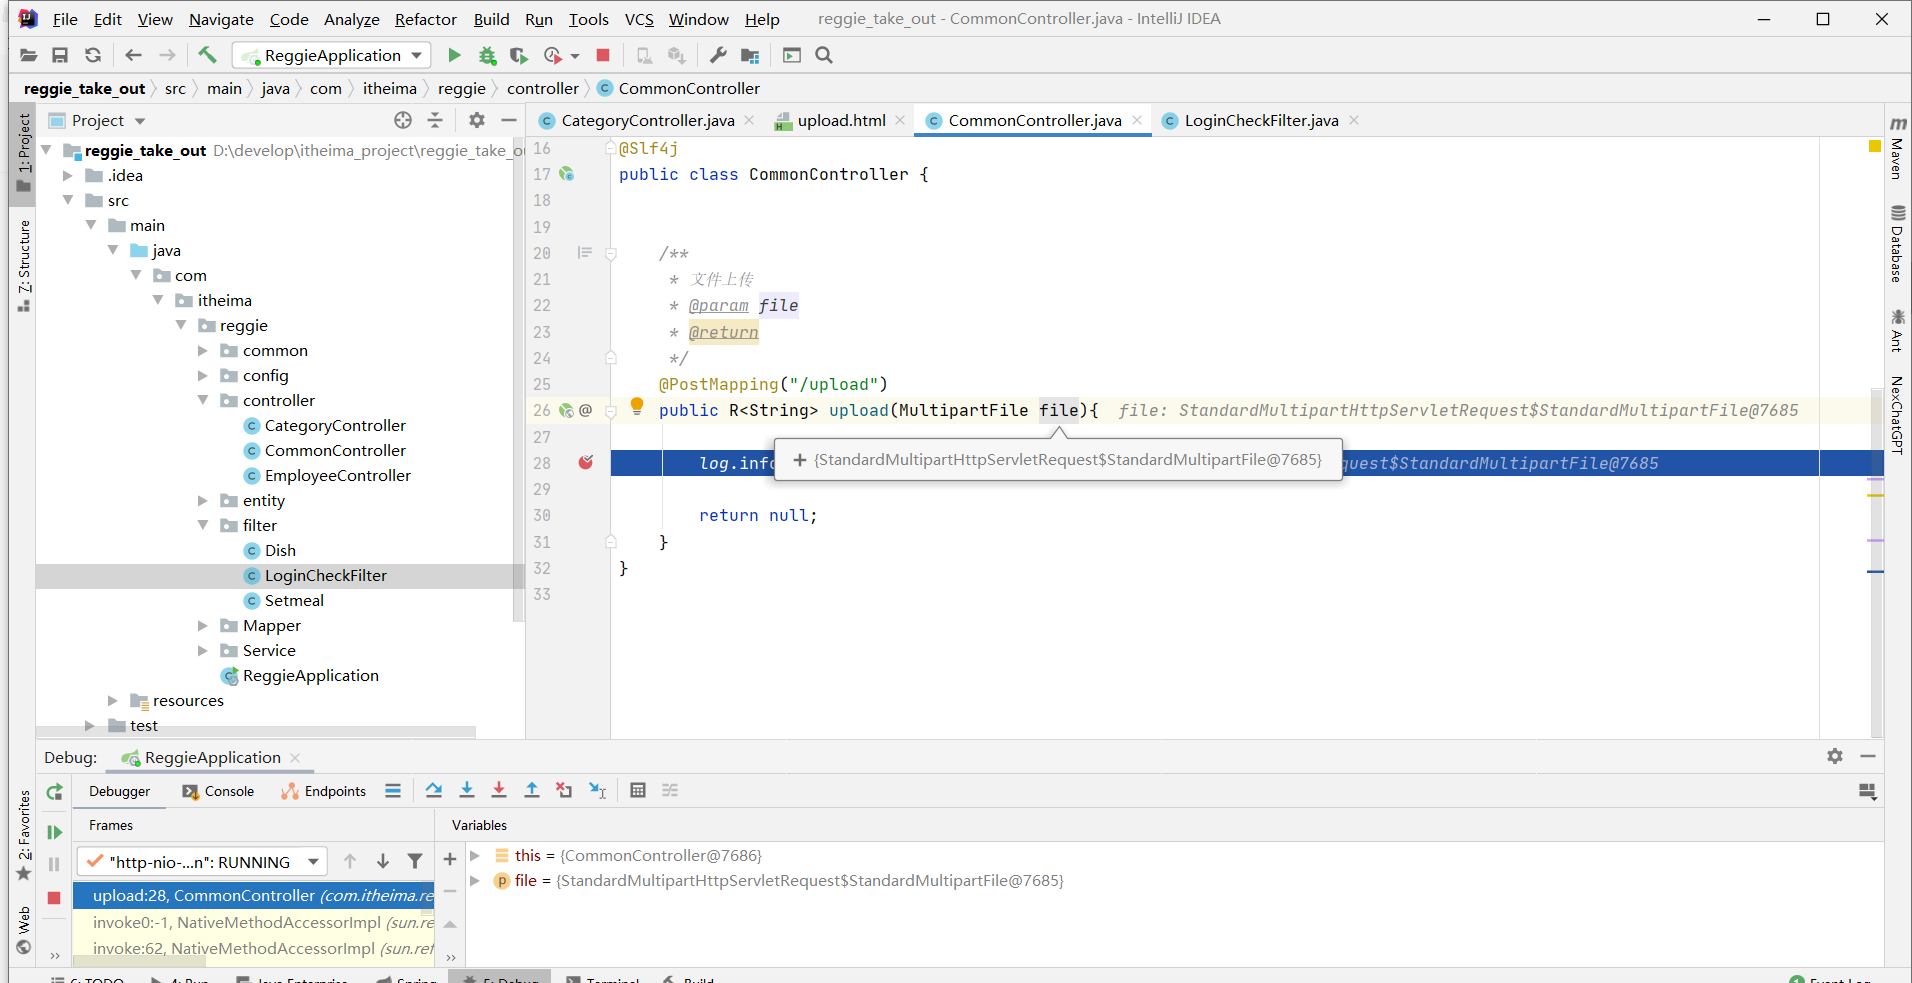 File Edit View Navigate Code Analyze Refactor Build Run Tools VCS Window Help reggie_take_out - CommonController.java - IntelliJ IDEA
ReggieApplication
reggie_take_out src main java com itheima reggie controller CommonController
Project
CategoryController.java upload.html CommonController.java LoginCheckFilter.java
1: Project
Z: Structure
2: Favorites
Web
reggie_take_out D:\develop\itheima_project\reggie_take_ou
.idea
src
main
java
com
itheima
reggie
common
config
controller
CategoryController
CommonController
EmployeeController
entity
filter
Dish
LoginCheckFilter
Setmeal
Mapper
Service
ReggieApplication
resources
test
16 @Slf4j
17 public class CommonController {
18
19
20 /**
21 * 文件上传
22 * @param file
23 * @return
24 */
25 @PostMapping("/upload")
26 public R<String> upload(MultipartFile file){ file: StandardMultipartHttpServletRequest$StandardMultipartFile@7685
27
+ {StandardMultipartHttpServletRequest$StandardMultipartFile@7685}
28 log.info quest$StandardMultipartFile@7685
29
30 return null;
31 }
32 }
33
m Maven
Database
Ant
NexChatGPT
Debug: ReggieApplication
Debugger Console Endpoints
Frames Variables
"http-nio-...n": RUNNING
upload:28, CommonController (com.itheima.re
invoke0:-1, NativeMethodAccessorImpl (sun.re
invoke:62, NativeMethodAccessorImpl (sun.ref
this = {CommonController@7686}
p file = {StandardMultipartHttpServletRequest$StandardMultipartFile@7685}
6: TODO 4: Run Java Enterprise Spring 5: Debug Terminal Build Event Log